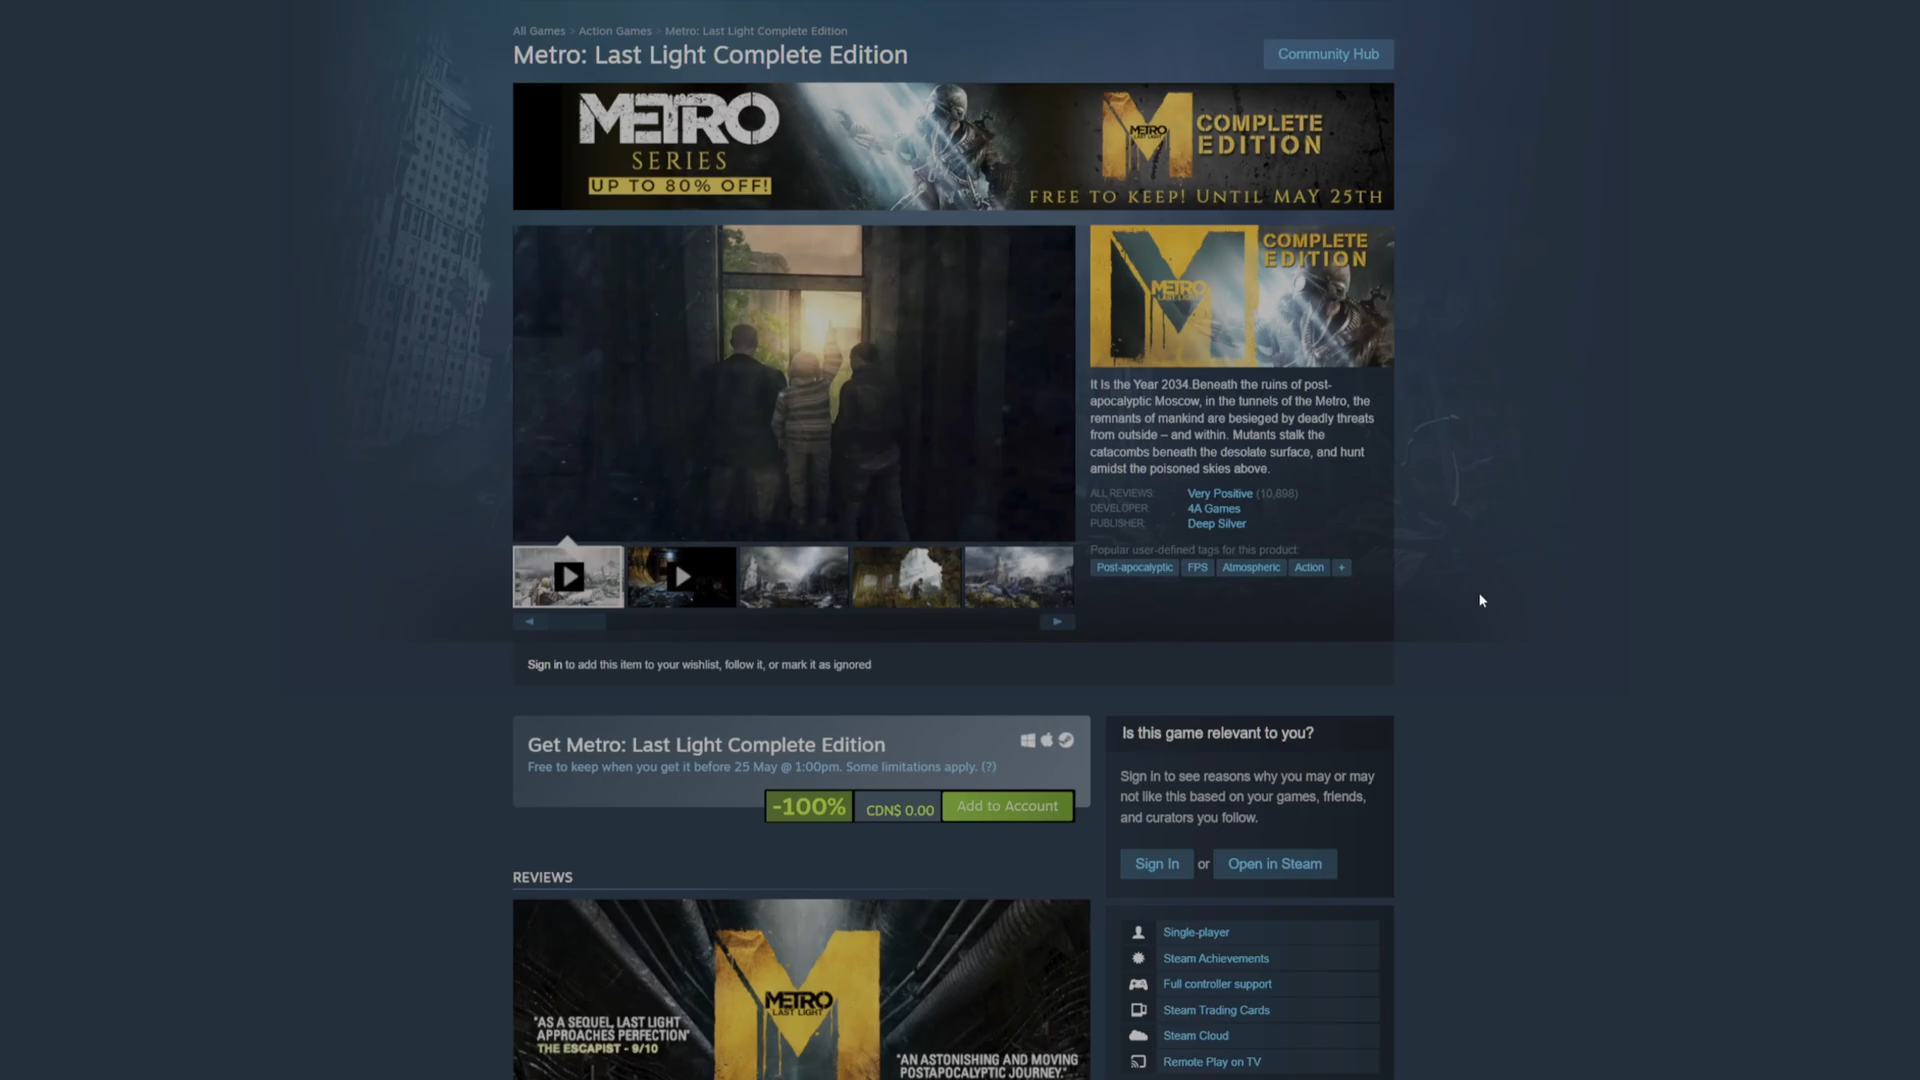 All Games > Action Games > Metro: Last Light Complete Edition
Metro: Last Light Complete Edition
Community Hub
METRO
SERIES
UP TO 80% OFF!
METRO
LAST LIGHT
COMPLETE
EDITION
FREE TO KEEP! UNTIL MAY 25TH
METRO
LAST LIGHT
COMPLETE
EDITION
It Is the Year 2034.Beneath the ruins of post-
apocalyptic Moscow, in the tunnels of the Metro, the
remnants of mankind are besieged by deadly threats
from outside – and within. Mutants stalk the
catacombs beneath the desolate surface, and hunt
amidst the poisoned skies above.
ALL REVIEWS: Very Positive (10,898)
DEVELOPER: 4A Games
PUBLISHER: Deep Silver
Popular user-defined tags for this product:
Post-apocalyptic FPS Atmospheric Action +
Sign in to add this item to your wishlist, follow it, or mark it as ignored
Get Metro: Last Light Complete Edition
Free to keep when you get it before 25 May @ 1:00pm. Some limitations apply. (?)
-100% CDN$ 0.00 Add to Account
Is this game relevant to you?
Sign in to see reasons why you may or may
not like this based on your games, friends,
and curators you follow.
Sign In or Open in Steam
REVIEWS
METRO
LAST LIGHT
"AS A SEQUEL, LAST LIGHT
APPROACHES PERFECTION"
THE ESCAPIST - 9/10
"AN ASTONISHING AND MOVING
POSTAPOCALYPTIC JOURNEY."
Single-player
Steam Achievements
Full controller support
Steam Trading Cards
Steam Cloud
Remote Play on TV